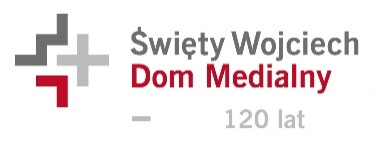 Święty Wojciech
Dom Medialny
– 120 lat